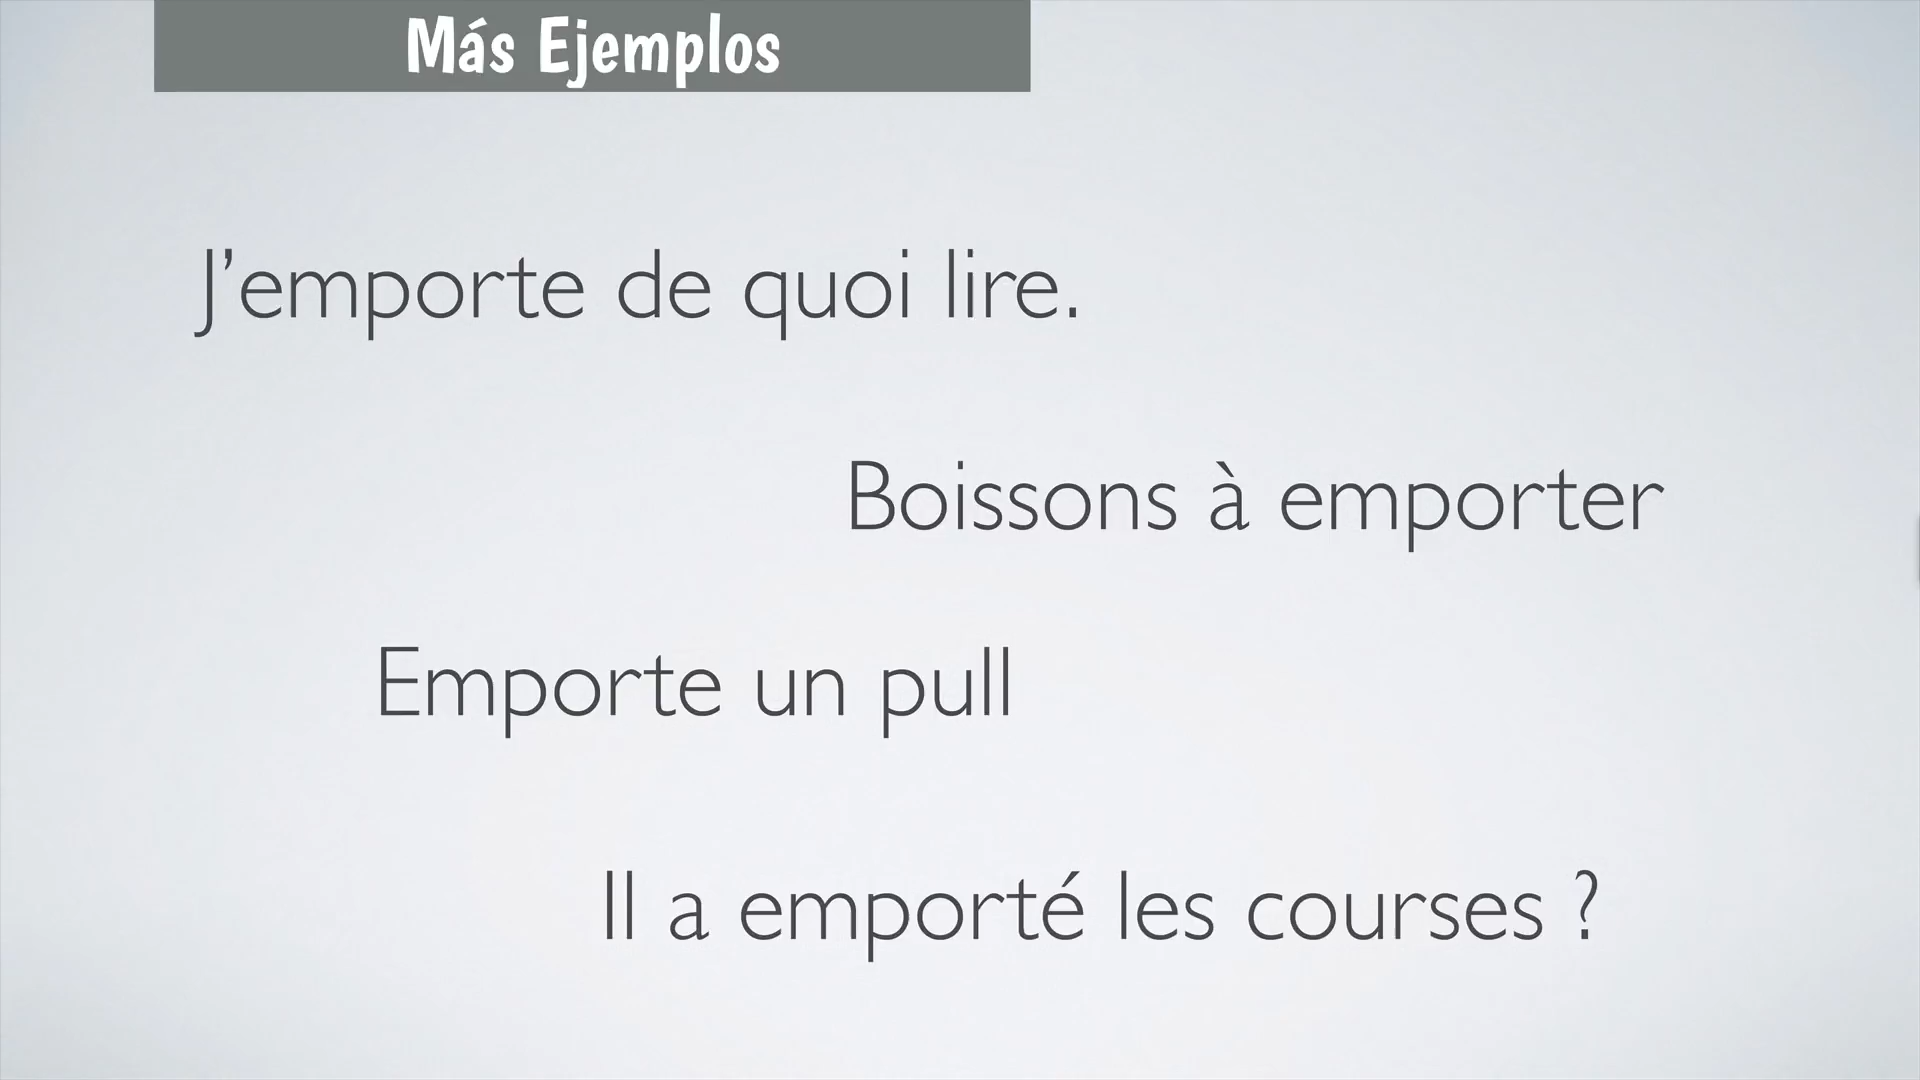 Más Ejemplos
J’emporte de quoi lire.
Boissons à emporter
Emporte un pull
Il a emporté les courses ?